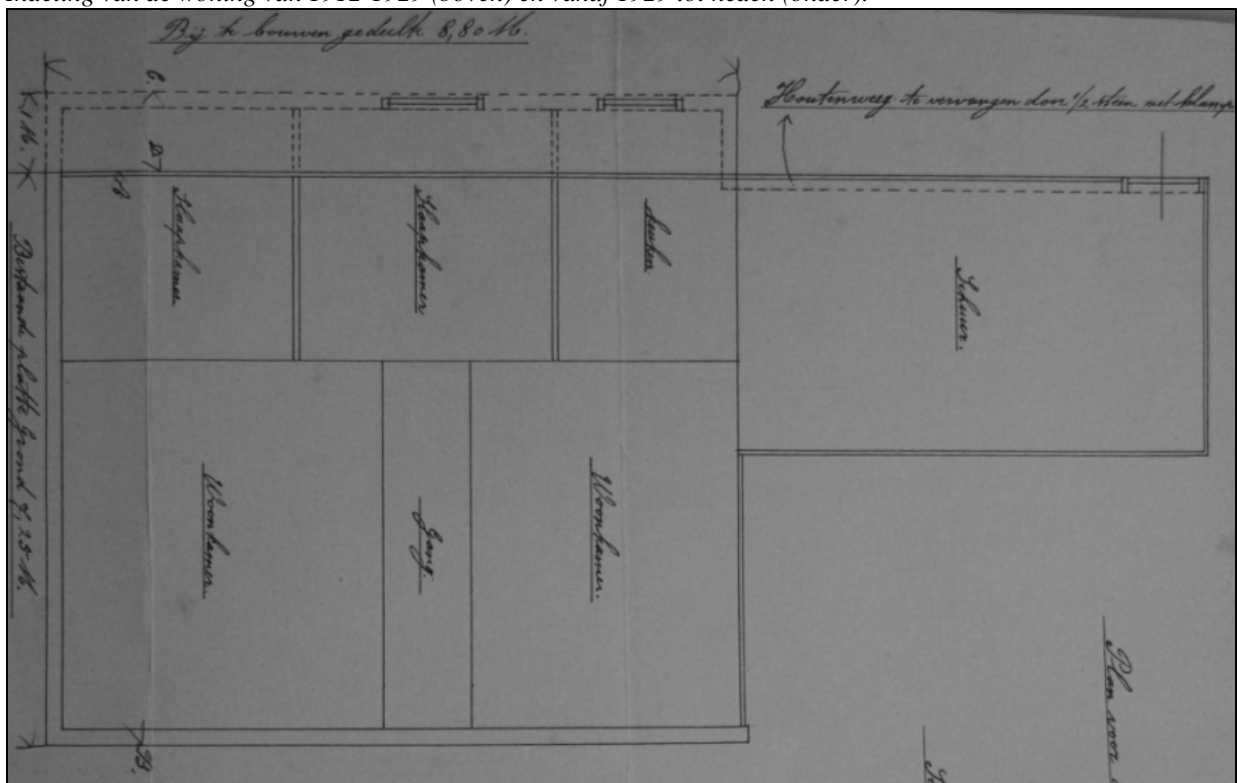 Indeling van de woning van 1912-1929 (boven) en vanaf 1929 tot heden (onder).
Bij te bouwen gedeelte 8,80 M.
Houtenweeg te vervangen door 1/2 steen met klamp
C.
D
1 M.
A
Slaapkamer
Slaapkamer
Keuken
Schuur.
Bestaande platte grond 7,25 M.
Woonkamer.
Gang.
Woonkamer.
B.
Plan voor